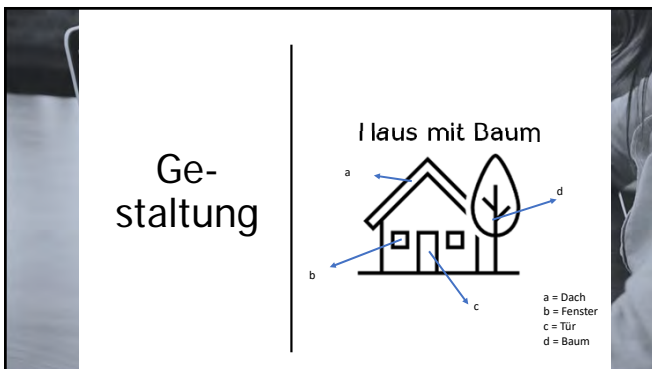 Ge-
staltung
Haus mit Baum
a
d
b
c
a = Dach
b = Fenster
c = Tür
d = Baum